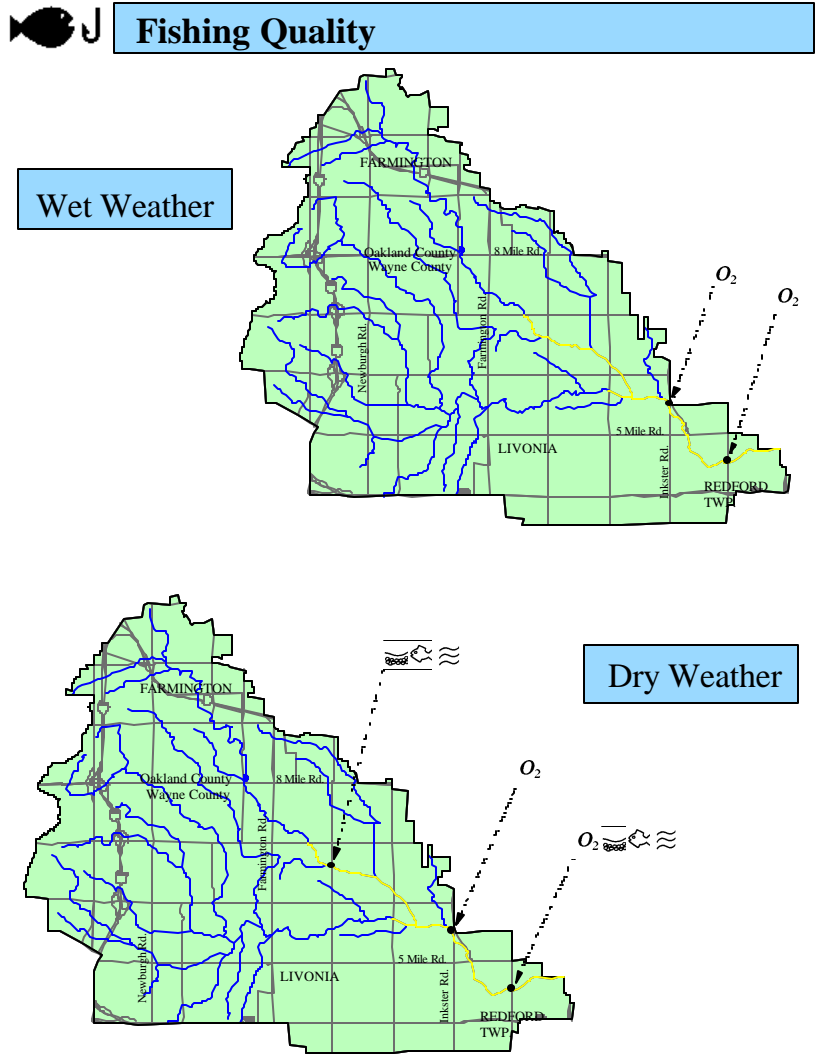 Fishing Quality
Wet Weather
FARMINGTON
Oakland County
Wayne County
8 Mile Rd.
O₂
O₂
Farmington Rd.
Newburgh Rd.
5 Mile Rd.
LIVONIA
Inkster Rd.
REDFORD
TWP.
Dry Weather
FARMINGTON
O₂
Oakland County
Wayne County
8 Mile Rd.
O₂
Farmington Rd.
5 Mile Rd.
Newburgh Rd.
LIVONIA
Inkster Rd.
REDFORD
TWP.